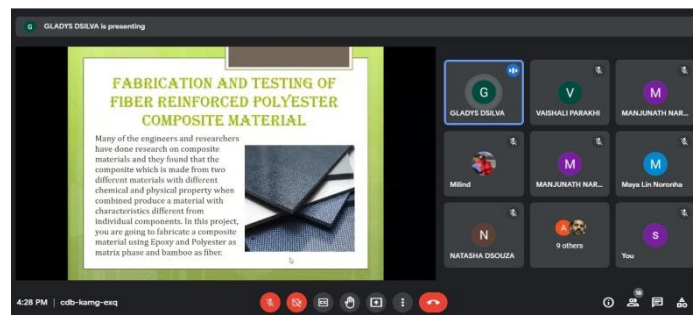 G GLADYS DSILVA is presenting
FABRICATION AND TESTING OF
FIBER REINFORCED POLYESTER
COMPOSITE MATERIAL
Many of the engineers and researchers
have done research on composite
materials and they found that the
composite which is made from two
different materials with different
chemical and physical property when
combined produce a material with
characteristics different from
individual components. In this project,
you are going to fabricate a composite
material using Epoxy and Polyester as
matrix phase and bamboo as fiber.
G
GLADYS DSILVA
V
VAISHALI PARAKHI
M
MANJUNATH NAR...
Milind
M
MANJUNATH NAR...
M
Maya Lin Noronha
N
NATASHA DSOUZA
A
9 others
S
You
4:28 PM | cdb-kamg-exq
18